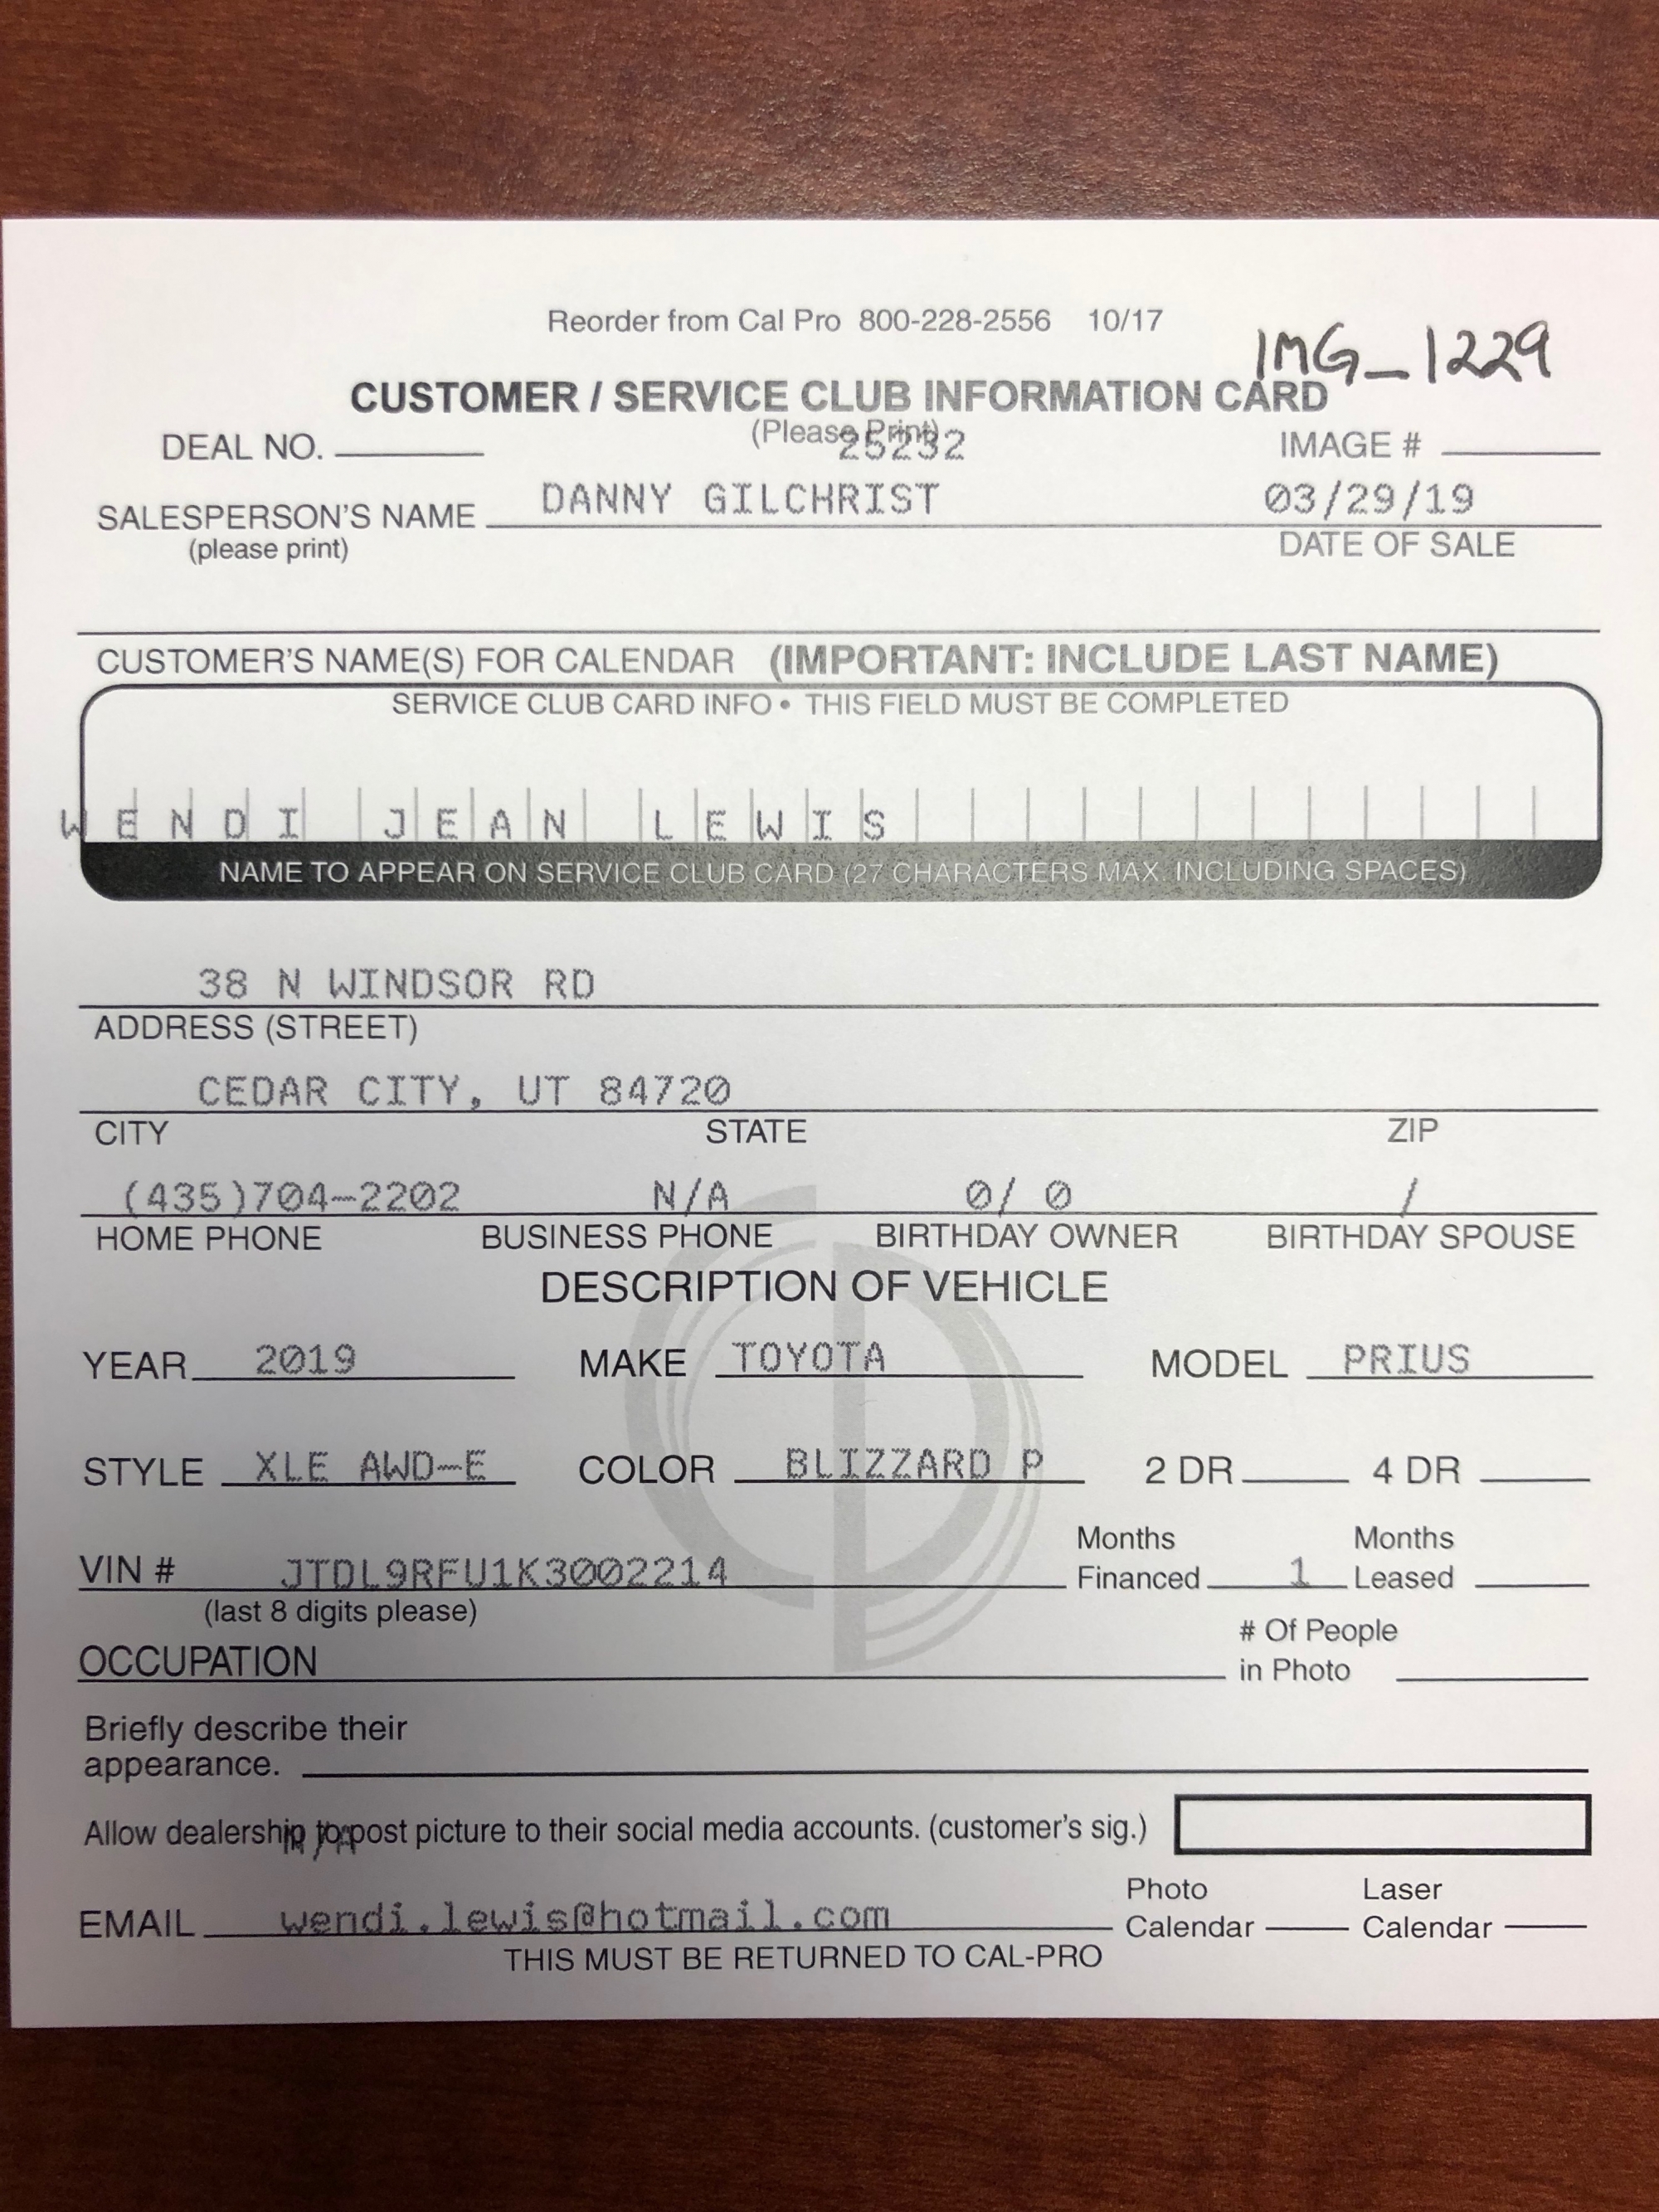 Reorder from Cal Pro 800-228-2556 10/17
IMG_1229
CUSTOMER / SERVICE CLUB INFORMATION CARD
(Please Print)
DEAL NO. 25232 IMAGE #
SALESPERSON'S NAME DANNY GILCHRIST 03/29/19
(please print) DATE OF SALE
CUSTOMER'S NAME(S) FOR CALENDAR (IMPORTANT: INCLUDE LAST NAME)
SERVICE CLUB CARD INFO • THIS FIELD MUST BE COMPLETED
WENDI JEAN LEWIS
NAME TO APPEAR ON SERVICE CLUB CARD (27 CHARACTERS MAX. INCLUDING SPACES)
38 N WINDSOR RD
ADDRESS (STREET)
CEDAR CITY, UT 84720
CITY STATE ZIP
(435)704-2202 N/A 0/ 0 /
HOME PHONE BUSINESS PHONE BIRTHDAY OWNER BIRTHDAY SPOUSE
DESCRIPTION OF VEHICLE
YEAR 2019 MAKE TOYOTA MODEL PRIUS
STYLE XLE AWD-E COLOR BLIZZARD P 2 DR 4 DR
Months Months
VIN # JTDL9RFU1K3002214 Financed 1 Leased
(last 8 digits please)
# Of People
OCCUPATION in Photo
Briefly describe their
appearance.
Allow dealership to post picture to their social media accounts. (customer's sig.)
N/A
Photo Laser
EMAIL wendi.lewis@hotmail.com Calendar Calendar
THIS MUST BE RETURNED TO CAL-PRO